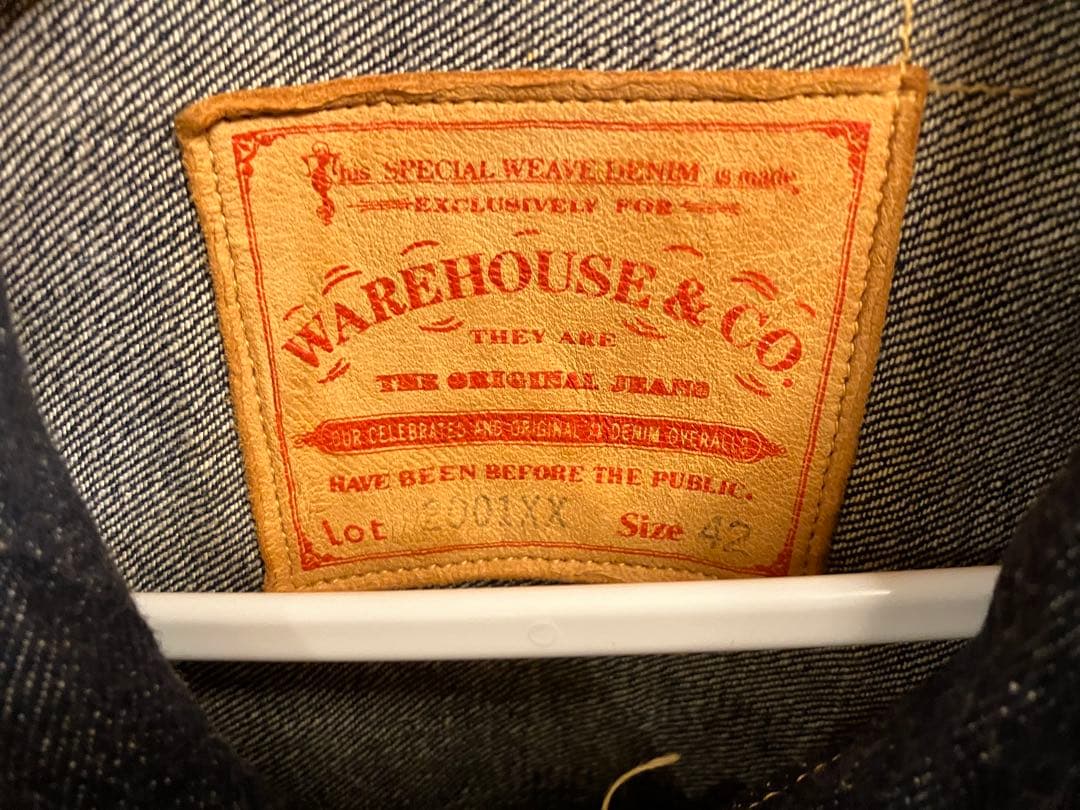 This SPECIAL WEAVE DENIM is made
EXCLUSIVELY FOR
WAREHOUSE & CO.
THEY ARE
THE ORIGINAL JEANS
OUR CELEBRATED AND ORIGINAL XX DENIM OVERALLS
HAVE BEEN BEFORE THE PUBLIC.
Lot 2001XX Size 42